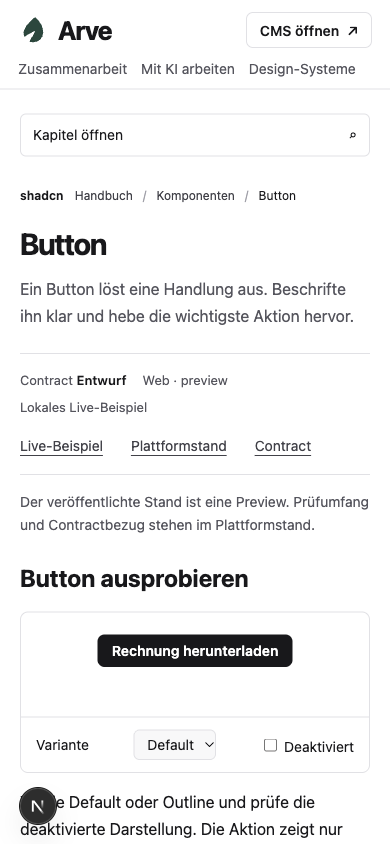 Arve
CMS öffnen
Zusammenarbeit Mit KI arbeiten Design-Systeme
Kapitel öffnen
shadcn Handbuch / Komponenten / Button
Button
Ein Button löst eine Handlung aus. Beschrifte
ihn klar und hebe die wichtigste Aktion hervor.
Contract Entwurf Web · preview
Lokales Live-Beispiel
Live-Beispiel Plattformstand Contract
Der veröffentlichte Stand ist eine Preview. Prüfumfang
und Contractbezug stehen im Plattformstand.
Button ausprobieren
Rechnung herunterladen
Variante Default Deaktiviert
N
Default oder Outline und prüfe die
deaktivierte Darstellung. Die Aktion zeigt nur